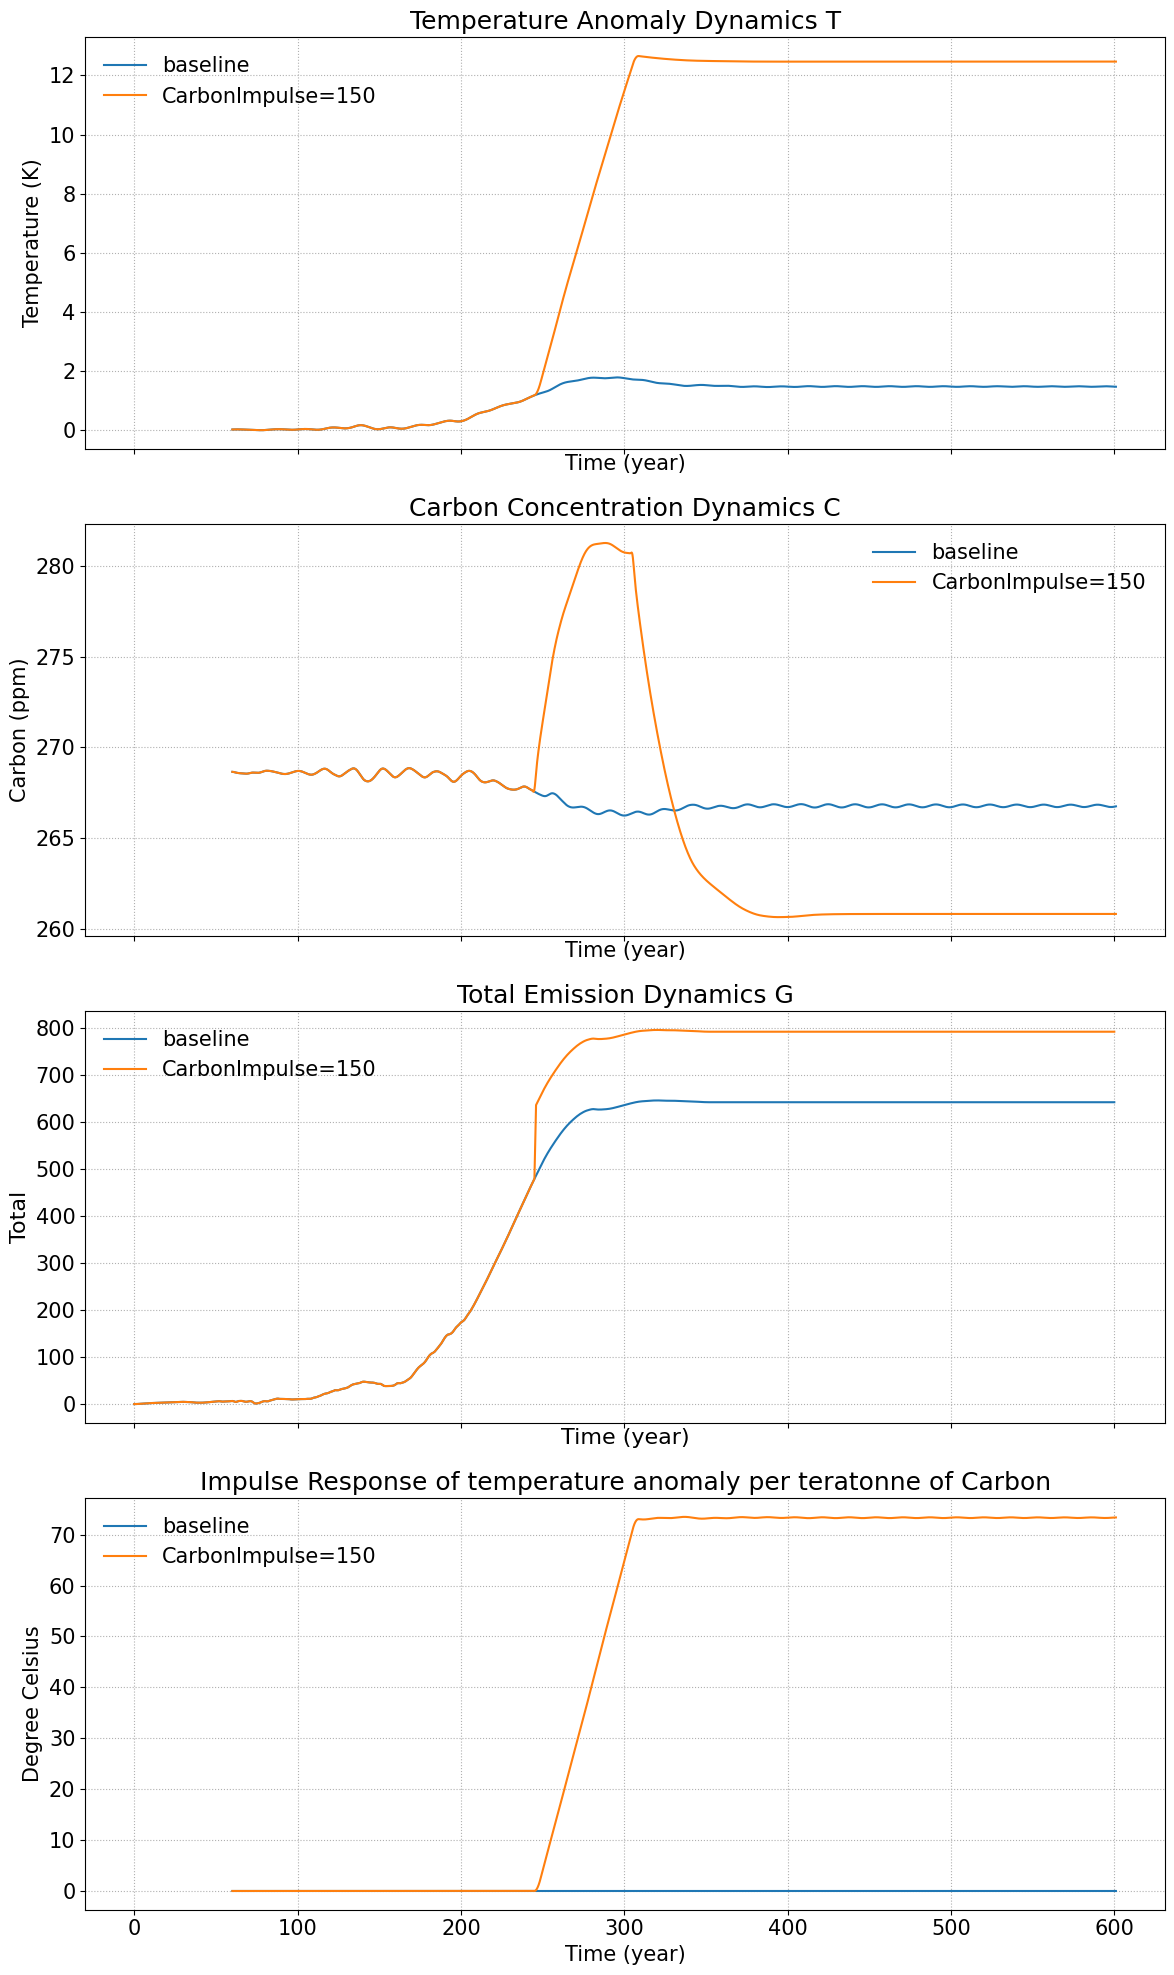 Temperature Anomaly Dynamics T
baseline
CarbonImpulse=150
Temperature (K)
12
10
8
6
4
2
0
Time (year)
Carbon Concentration Dynamics C
baseline
CarbonImpulse=150
Carbon (ppm)
280
275
270
265
260
Time (year)
Total Emission Dynamics G
baseline
CarbonImpulse=150
Total
800
700
600
500
400
300
200
100
0
Time (year)
Impulse Response of temperature anomaly per teratonne of Carbon
baseline
CarbonImpulse=150
Degree Celsius
70
60
50
40
30
20
10
0
0 100 200 300 400 500 600
Time (year)